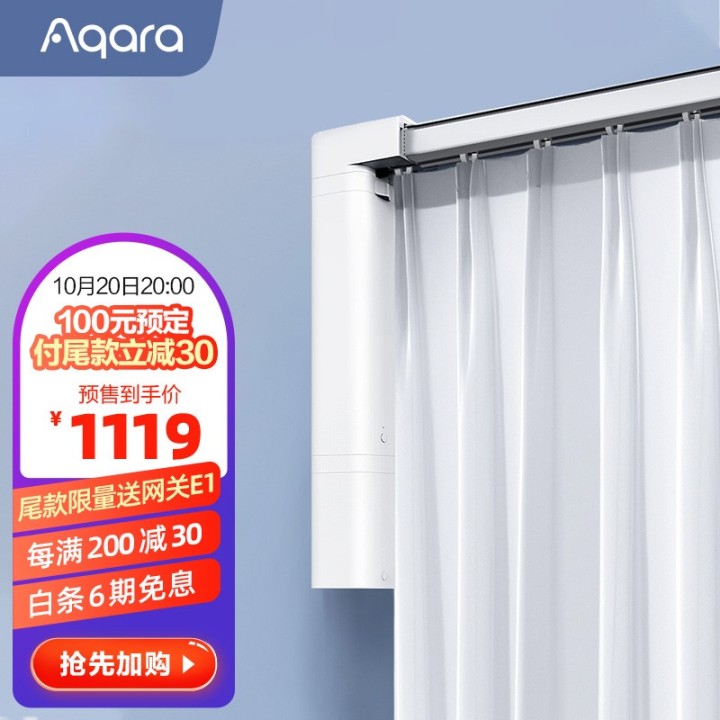 Aqara
10月20日20:00
100元预定
付尾款立减30
预售到手价
¥1119
尾款限量送网关E1
每满200减30
白条6期免息
抢先加购